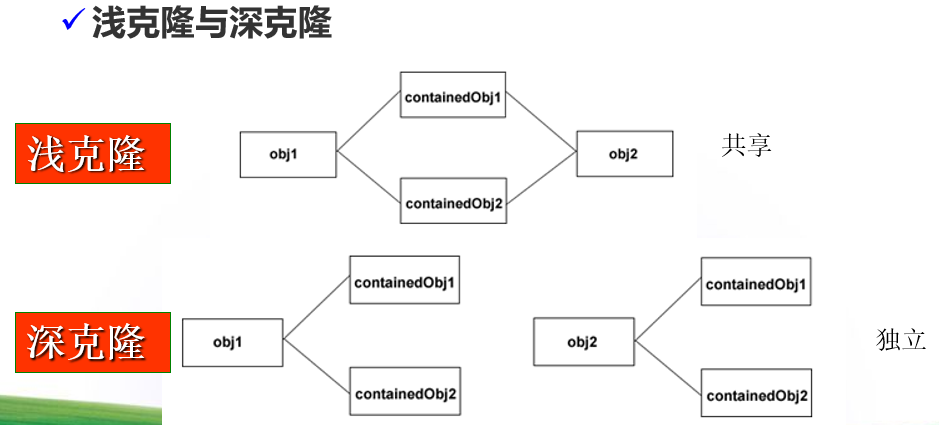 ✓浅克隆与深克隆
containedObj1
浅克隆 obj1 obj2 共享
containedObj2
containedObj1 containedObj1
深克隆 obj1 obj2 独立
containedObj2 containedObj2